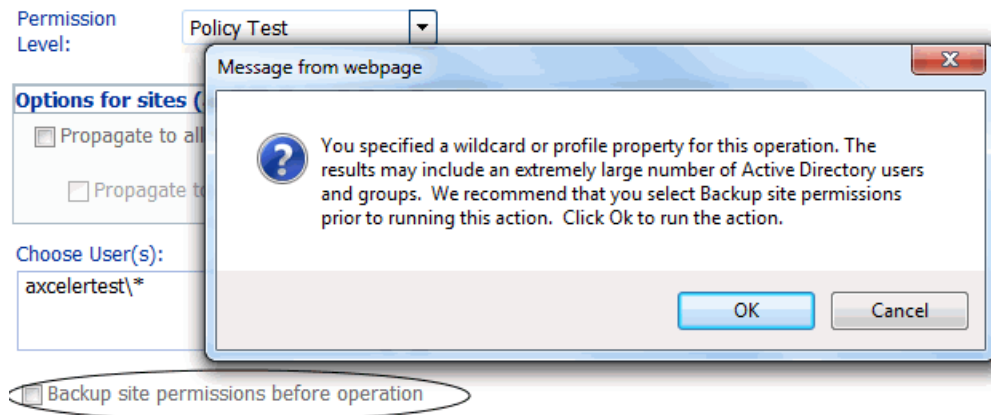 Permission
Level:
Policy Test
Message from webpage
Options for sites (
Propagate to all
Propagate to
You specified a wildcard or profile property for this operation. The
results may include an extremely large number of Active Directory users
and groups.  We recommend that you select Backup site permissions
prior to running this action.  Click Ok to run the action.
Choose User(s):
axcelertest\*
OK
Cancel
Backup site permissions before operation